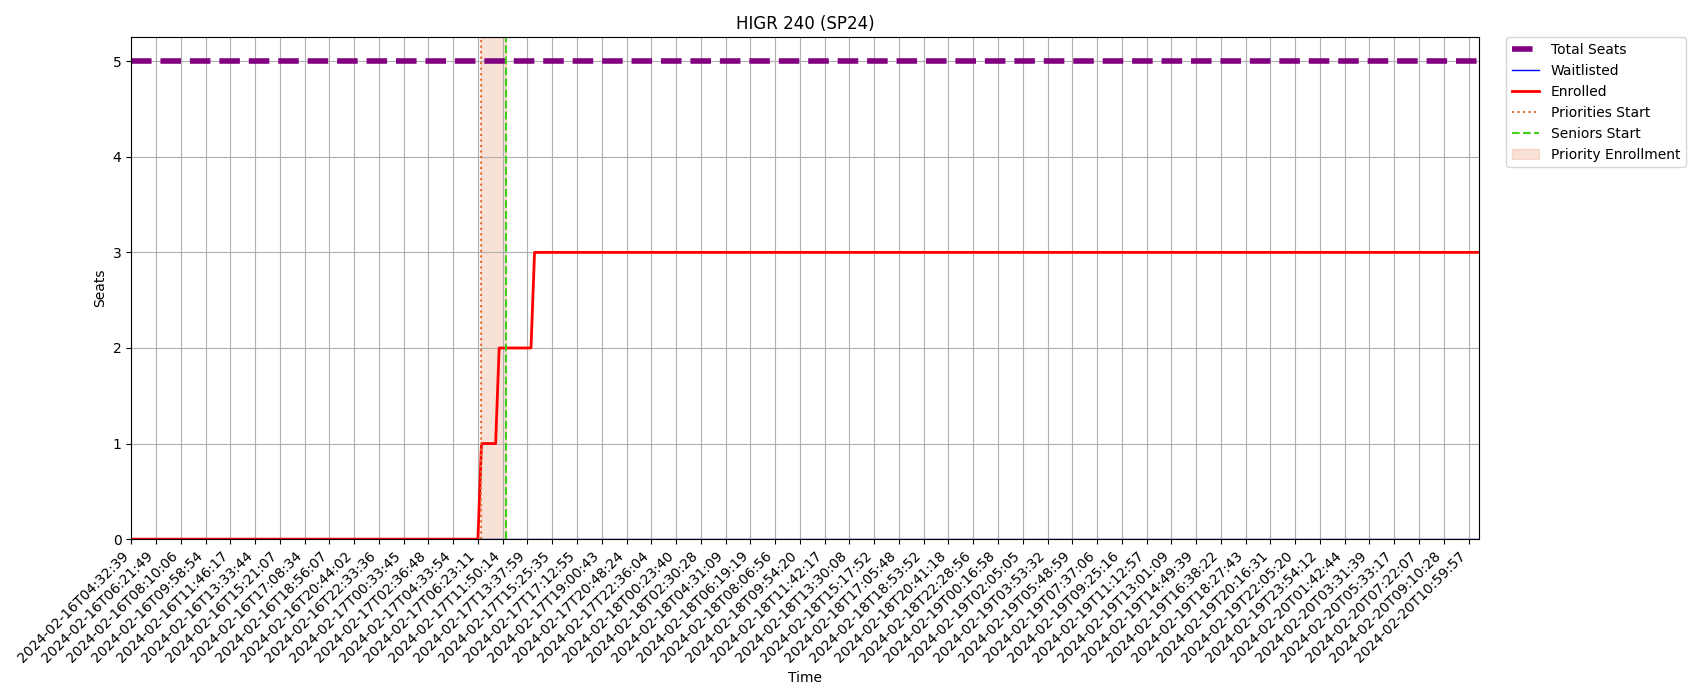 HIGR 240 (SP24)
Total Seats
Waitlisted
Enrolled
Priorities Start
Seniors Start
Priority Enrollment
Seats
5
4
3
2
1
0
2024-02-16T04:32:39
2024-02-16T06:21:49
2024-02-16T08:10:06
2024-02-16T09:58:54
2024-02-16T11:46:17
2024-02-16T13:33:44
2024-02-16T15:21:07
2024-02-16T17:08:34
2024-02-16T18:56:07
2024-02-16T20:44:02
2024-02-16T22:33:36
2024-02-17T00:33:45
2024-02-17T02:36:48
2024-02-17T04:33:54
2024-02-17T06:23:11
2024-02-17T11:50:14
2024-02-17T13:37:59
2024-02-17T15:25:35
2024-02-17T17:12:55
2024-02-17T19:00:43
2024-02-17T20:48:24
2024-02-17T22:36:04
2024-02-18T00:23:40
2024-02-18T02:30:28
2024-02-18T04:31:09
2024-02-18T06:19:19
2024-02-18T08:06:56
2024-02-18T09:54:20
2024-02-18T11:42:17
2024-02-18T13:30:08
2024-02-18T15:17:52
2024-02-18T17:05:48
2024-02-18T18:53:52
2024-02-18T20:41:18
2024-02-18T22:28:56
2024-02-19T00:16:58
2024-02-19T02:05:05
2024-02-19T03:53:32
2024-02-19T05:48:59
2024-02-19T07:37:06
2024-02-19T09:25:16
2024-02-19T11:12:57
2024-02-19T13:01:09
2024-02-19T14:49:39
2024-02-19T16:38:22
2024-02-19T18:27:43
2024-02-19T20:16:31
2024-02-19T22:05:20
2024-02-19T23:54:12
2024-02-20T01:42:44
2024-02-20T03:31:39
2024-02-20T05:33:17
2024-02-20T07:22:07
2024-02-20T09:10:28
2024-02-20T10:59:57
Time